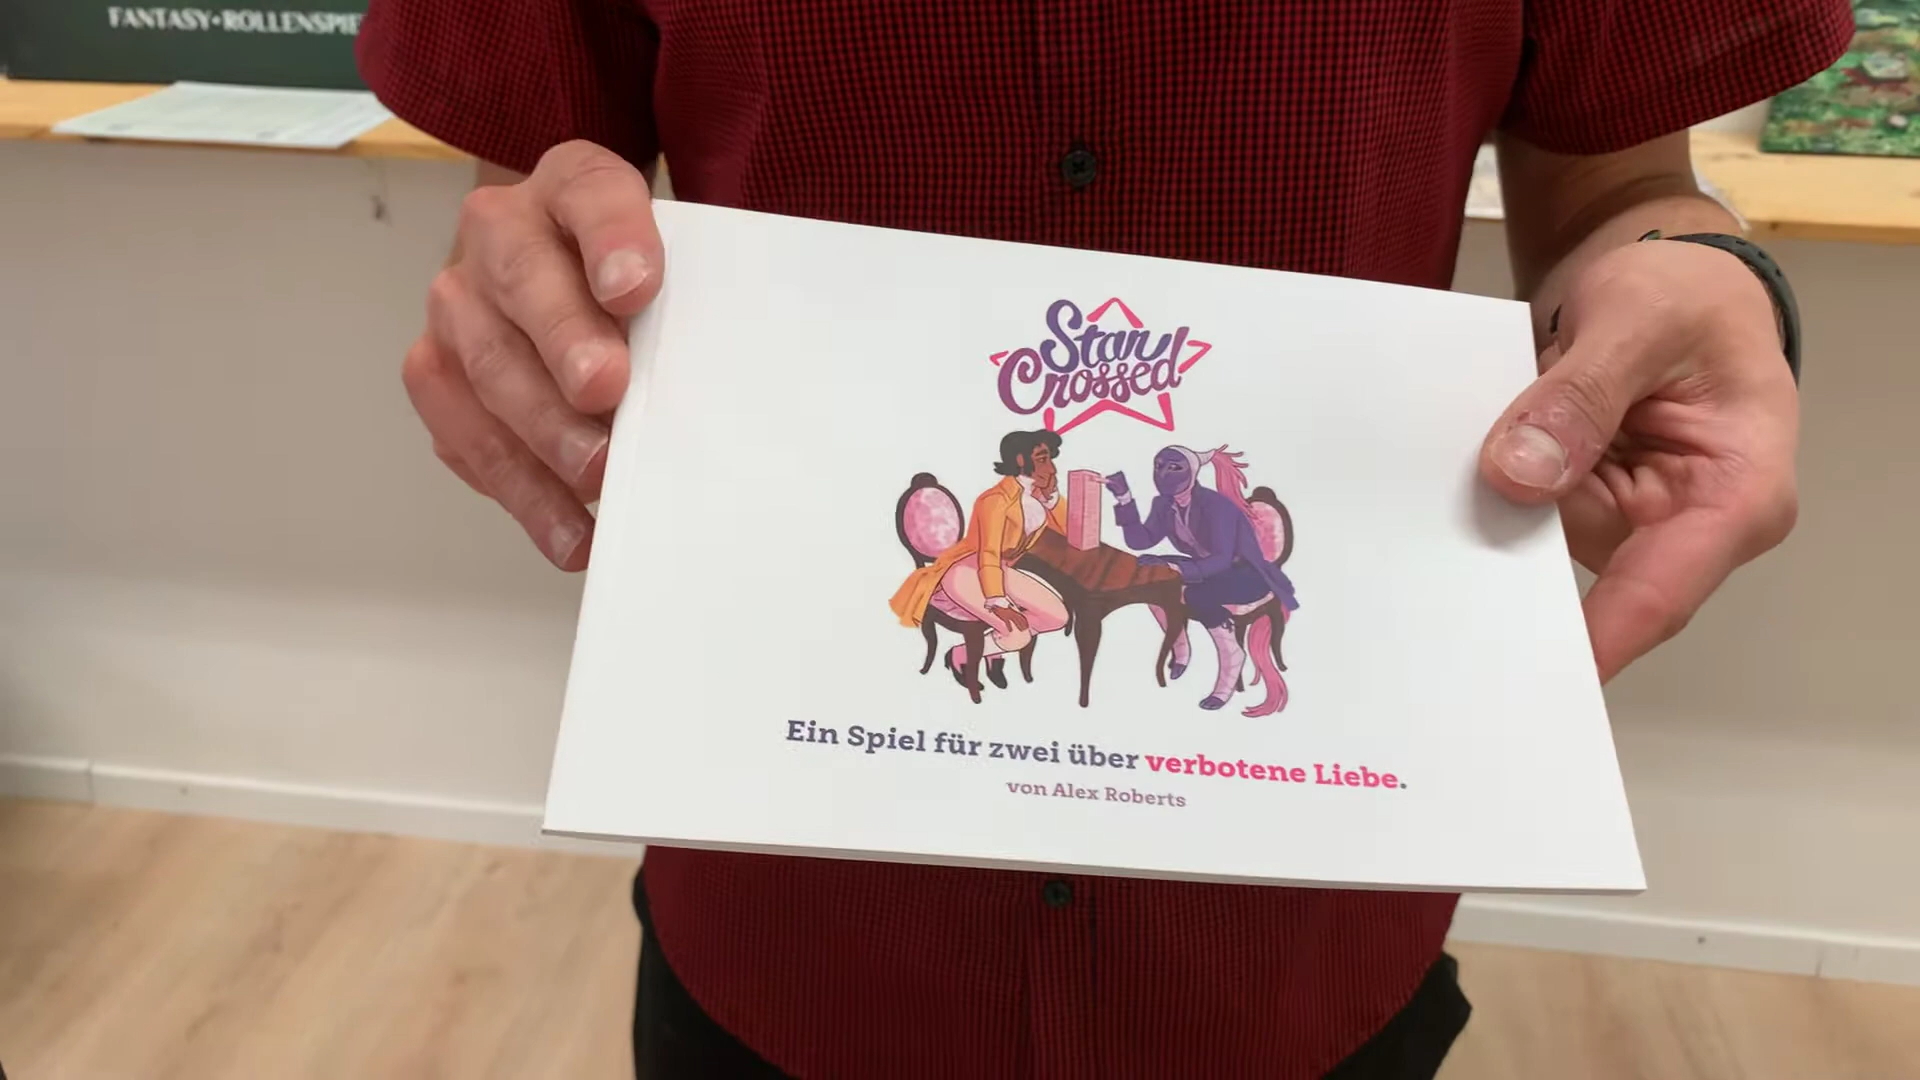 FANTASY•ROLLENSPIE
Star
Crossed
Ein Spiel für zwei über verbotene Liebe.
von Alex Roberts